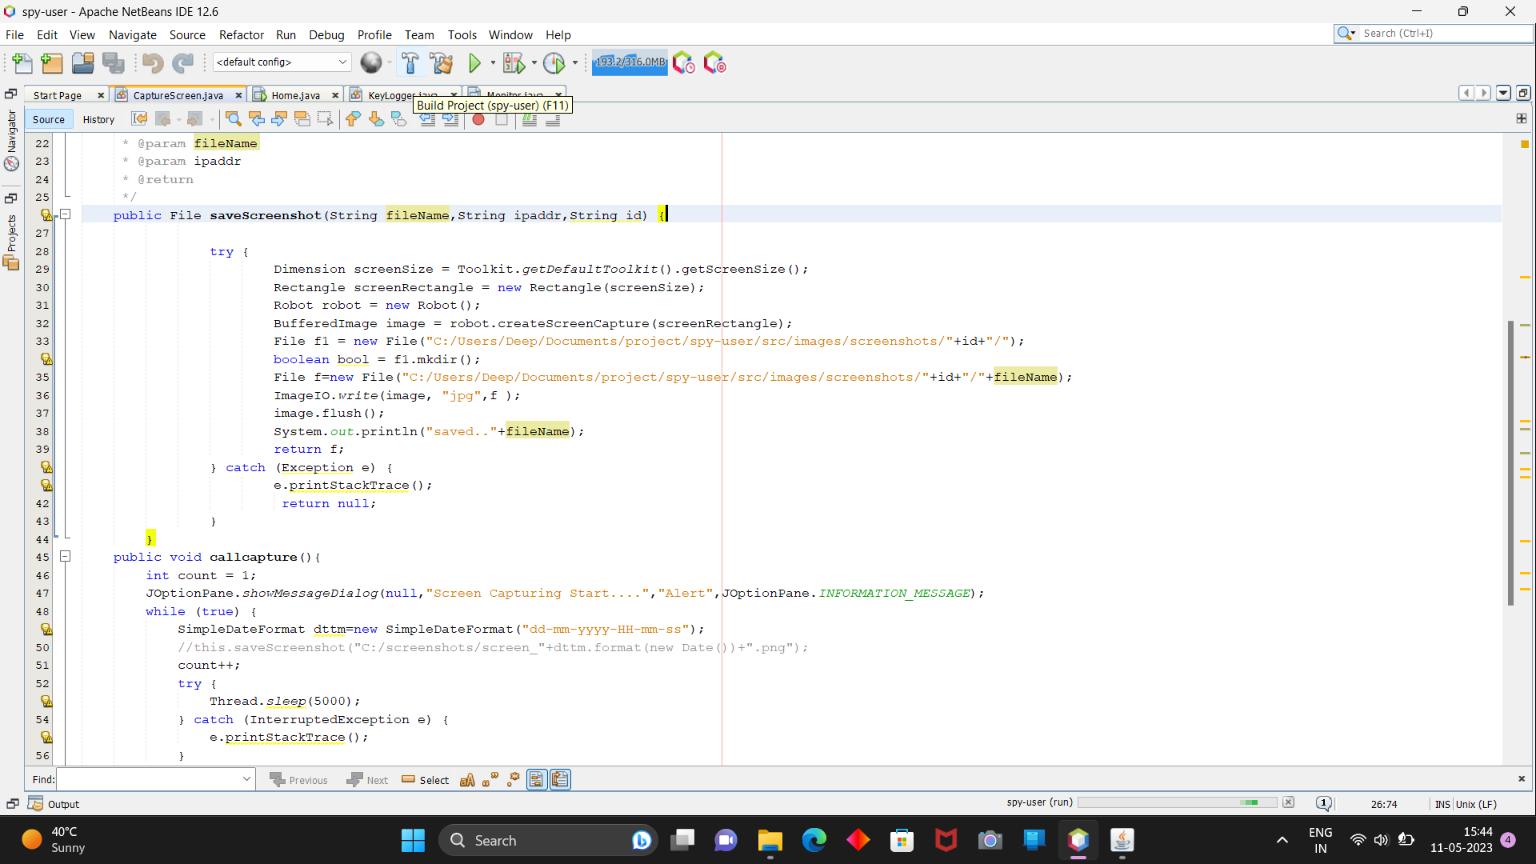 spy-user - Apache NetBeans IDE 12.6
File Edit View Navigate Source Refactor Run Debug Profile Team Tools Window Help
Search (Ctrl+I)
<default config>
193.2/316.0MB
Start Page
CaptureScreen.java
Home.java
KeyLogger.java
Monitor.java
Build Project (spy-user) (F11)
Source History
Navigator
Projects
22 * @param fileName
23 * @param ipaddr
24 * @return
25 */
public File saveScreenshot(String fileName,String ipaddr,String id) {
27
28 try {
29 Dimension screenSize = Toolkit.getDefaultToolkit().getScreenSize();
30 Rectangle screenRectangle = new Rectangle(screenSize);
31 Robot robot = new Robot();
32 BufferedImage image = robot.createScreenCapture(screenRectangle);
33 File f1 = new File("C:/Users/Deep/Documents/project/spy-user/src/images/screenshots/"+id+"/");
boolean bool = f1.mkdir();
35 File f=new File("C:/Users/Deep/Documents/project/spy-user/src/images/screenshots/"+id+"/"+fileName);
36 ImageIO.write(image, "jpg",f );
37 image.flush();
38 System.out.println("saved.."+fileName);
39 return f;
} catch (Exception e) {
e.printStackTrace();
42 return null;
43 }
44 }
45 public void callcapture(){
46 int count = 1;
47 JOptionPane.showMessageDialog(null,"Screen Capturing Start....","Alert",JOptionPane.INFORMATION_MESSAGE);
48 while (true) {
SimpleDateFormat dttm=new SimpleDateFormat("dd-mm-yyyy-HH-mm-ss");
50 //this.saveScreenshot("C:/screenshots/screen_"+dttm.format(new Date())+".png");
51 count++;
52 try {
Thread.sleep(5000);
54 } catch (InterruptedException e) {
e.printStackTrace();
56 }
Find: Previous Next Select
Output
spy-user (run)
1
26:74
INS Unix (LF)
40°C
Sunny
Search
ENG
IN
15:44
11-05-2023
4